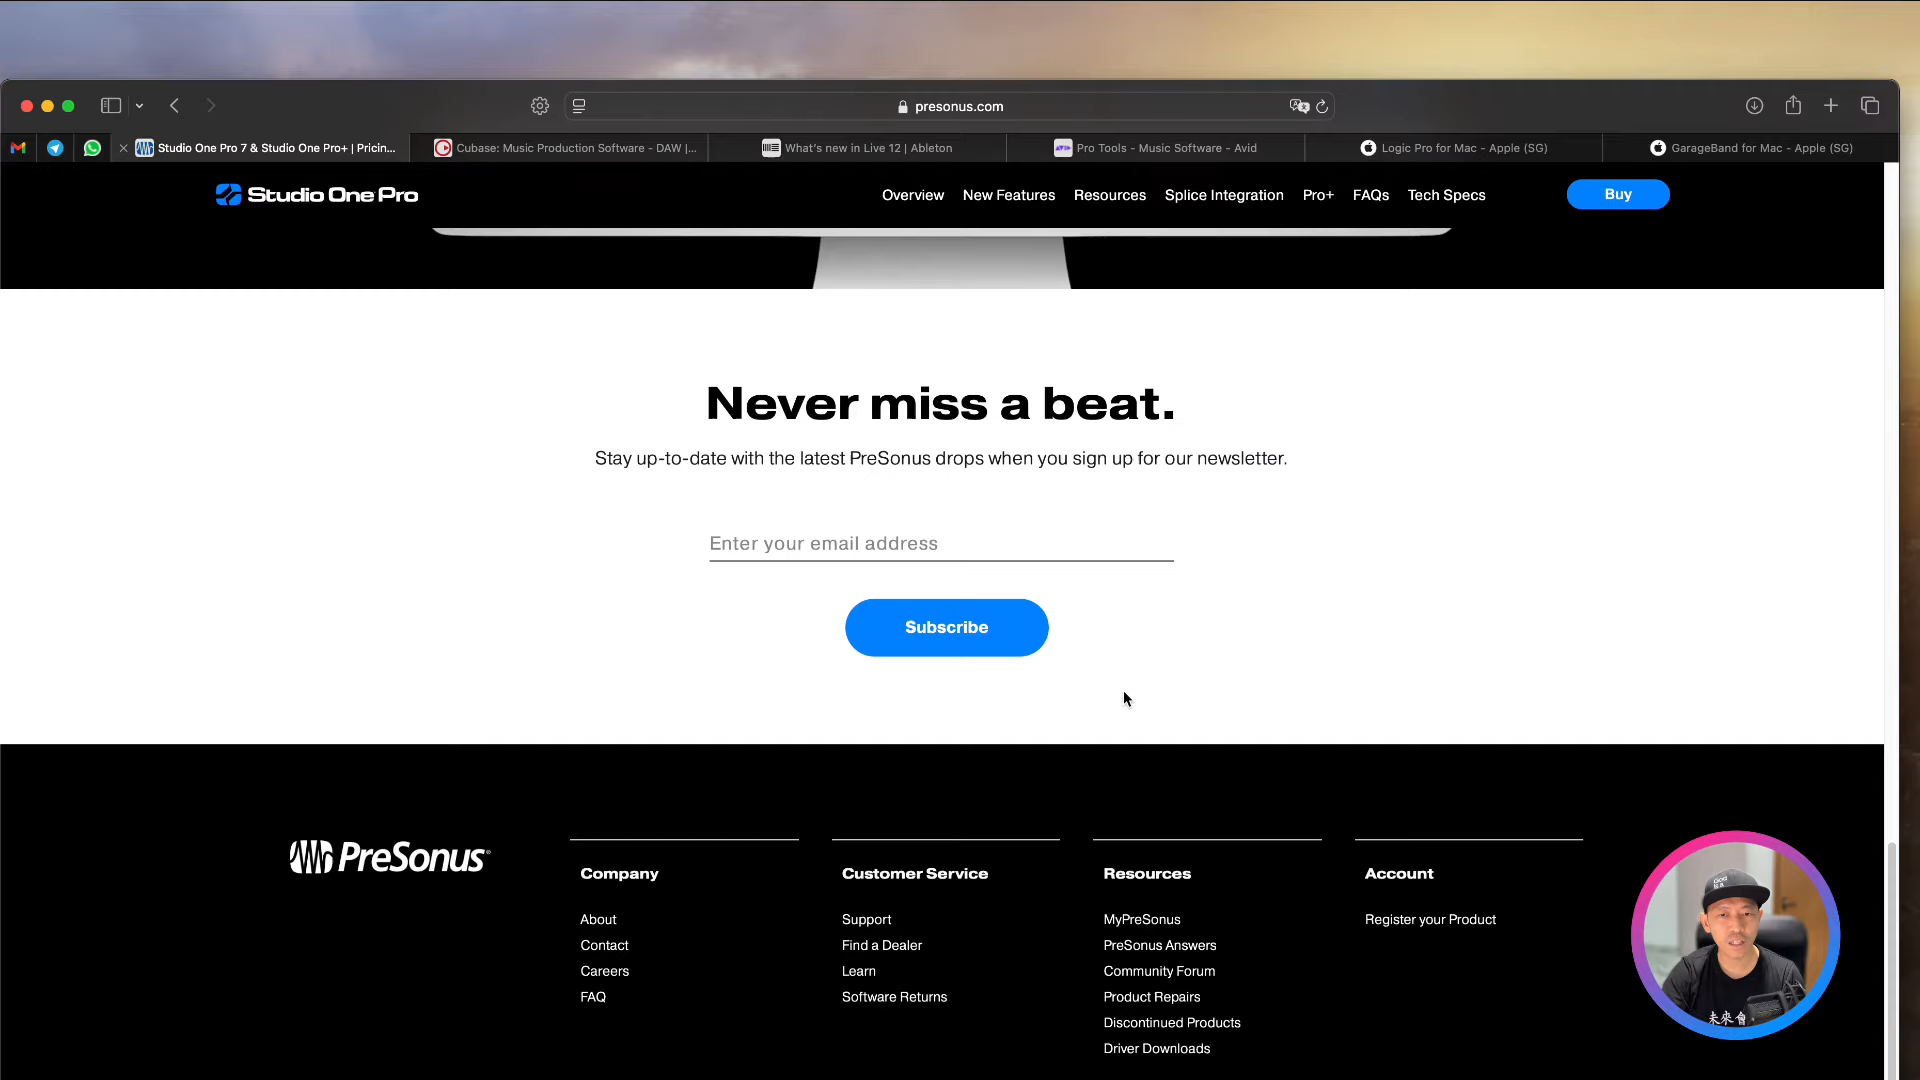 presonus.com
Studio One Pro 7 & Studio One Pro+ | Pricin...
Cubase: Music Production Software - DAW |...
What's new in Live 12 | Ableton
Pro Tools - Music Software - Avid
Logic Pro for Mac - Apple (SG)
GarageBand for Mac - Apple (SG)
Studio One Pro
Overview
New Features
Resources
Splice Integration
Pro+
FAQs
Tech Specs
Buy
Never miss a beat.
Stay up-to-date with the latest PreSonus drops when you sign up for our newsletter.
Enter your email address
Subscribe
PreSonus
Company
About
Contact
Careers
FAQ
Customer Service
Support
Find a Dealer
Learn
Software Returns
Resources
MyPreSonus
PreSonus Answers
Community Forum
Product Repairs
Discontinued Products
Driver Downloads
Account
Register your Product
God
is a
未來會